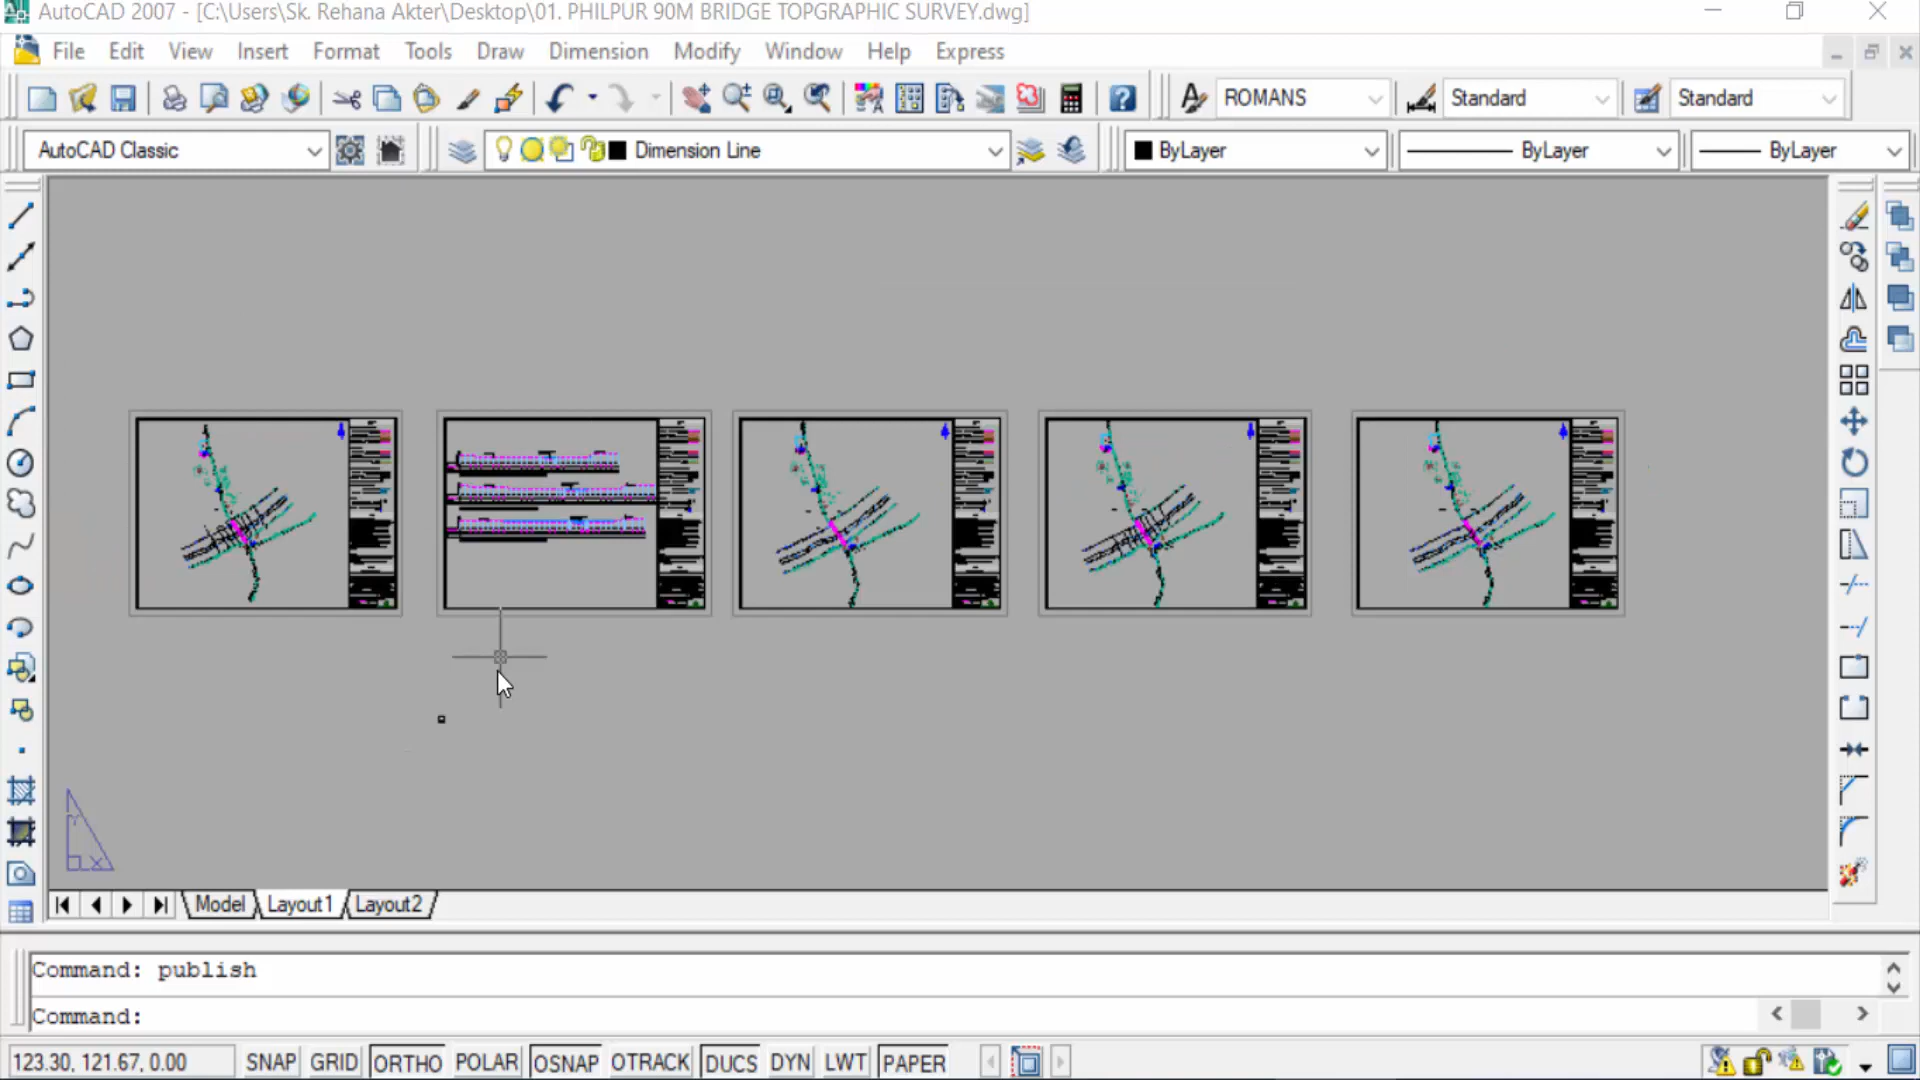 AutoCAD 2007 - [C:\Users\Sk. Rehana Akter\Desktop\01. PHILPUR 90M BRIDGE TOPGRAPHIC SURVEY.dwg]
File Edit View Insert Format Tools Draw Dimension Modify Window Help Express
ROMANS Standard Standard
AutoCAD Classic Dimension Line ByLayer ByLayer ByLayer
Model Layout1 Layout2
Command: publish
Command:
123.30, 121.67, 0.00 SNAP GRID ORTHO POLAR OSNAP OTRACK DUCS DYN LWT PAPER